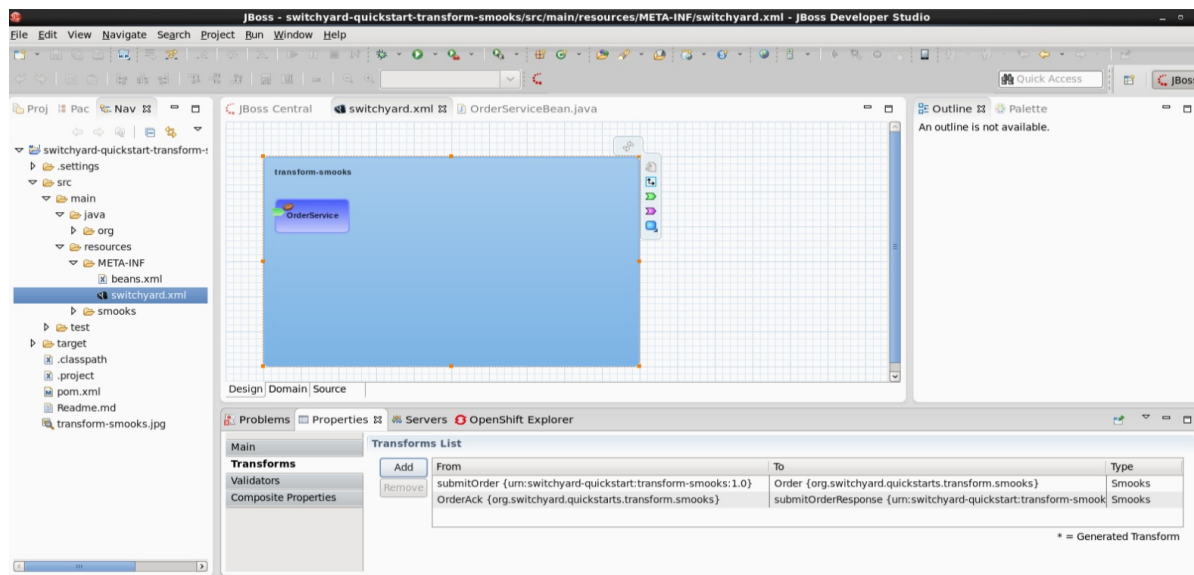 JBoss - switchyard-quickstart-transform-smooks/src/main/resources/META-INF/switchyard.xml - JBoss Developer Studio
File Edit View Navigate Search Project Run Window Help
Quick Access
JBos
Proj Pac Nav
JBoss Central switchyard.xml OrderServiceBean.java
Outline Palette
An outline is not available.
switchyard-quickstart-transform-
.settings
src
main
java
org
resources
META-INF
beans.xml
switchyard.xml
smooks
test
target
.classpath
.project
pom.xml
Readme.md
transform-smooks.jpg
transform-smooks
OrderService
Design Domain Source
Problems Properties Servers OpenShift Explorer
Main
Transforms
Validators
Composite Properties
Transforms List
Add
Remove
From To Type
submitOrder {urn:switchyard-quickstart:transform-smooks:1.0} Order {org.switchyard.quickstarts.transform.smooks} Smooks
OrderAck {org.switchyard.quickstarts.transform.smooks} submitOrderResponse {urn:switchyard-quickstart:transform-smook Smooks
* = Generated Transform